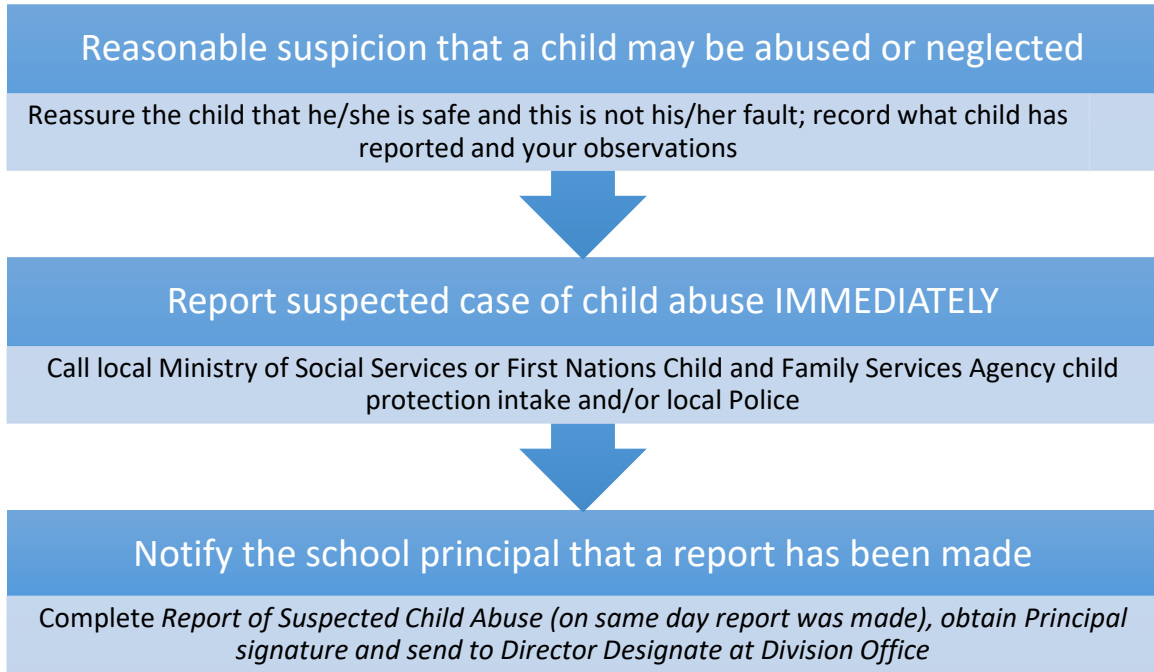 Reasonable suspicion that a child may be abused or neglected
Reassure the child that he/she is safe and this is not his/her fault; record what child has
reported and your observations
Report suspected case of child abuse IMMEDIATELY
Call local Ministry of Social Services or First Nations Child and Family Services Agency child
protection intake and/or local Police
Notify the school principal that a report has been made
Complete Report of Suspected Child Abuse (on same day report was made), obtain Principal
signature and send to Director Designate at Division Office